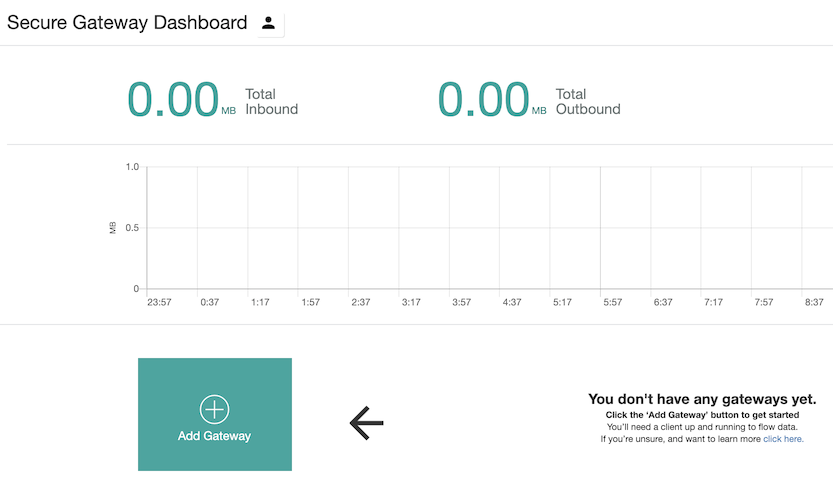 Secure Gateway Dashboard
0.00 MB Total Inbound
0.00 MB Total Outbound
1.0
MB
0.5
0
23:57 0:37 1:17 1:57 2:37 3:17 3:57 4:37 5:17 5:57 6:37 7:17 7:57 8:37
Add Gateway
You don't have any gateways yet.
Click the 'Add Gateway' button to get started
You'll need a client up and running to flow data.
If you're unsure, and want to learn more click here.